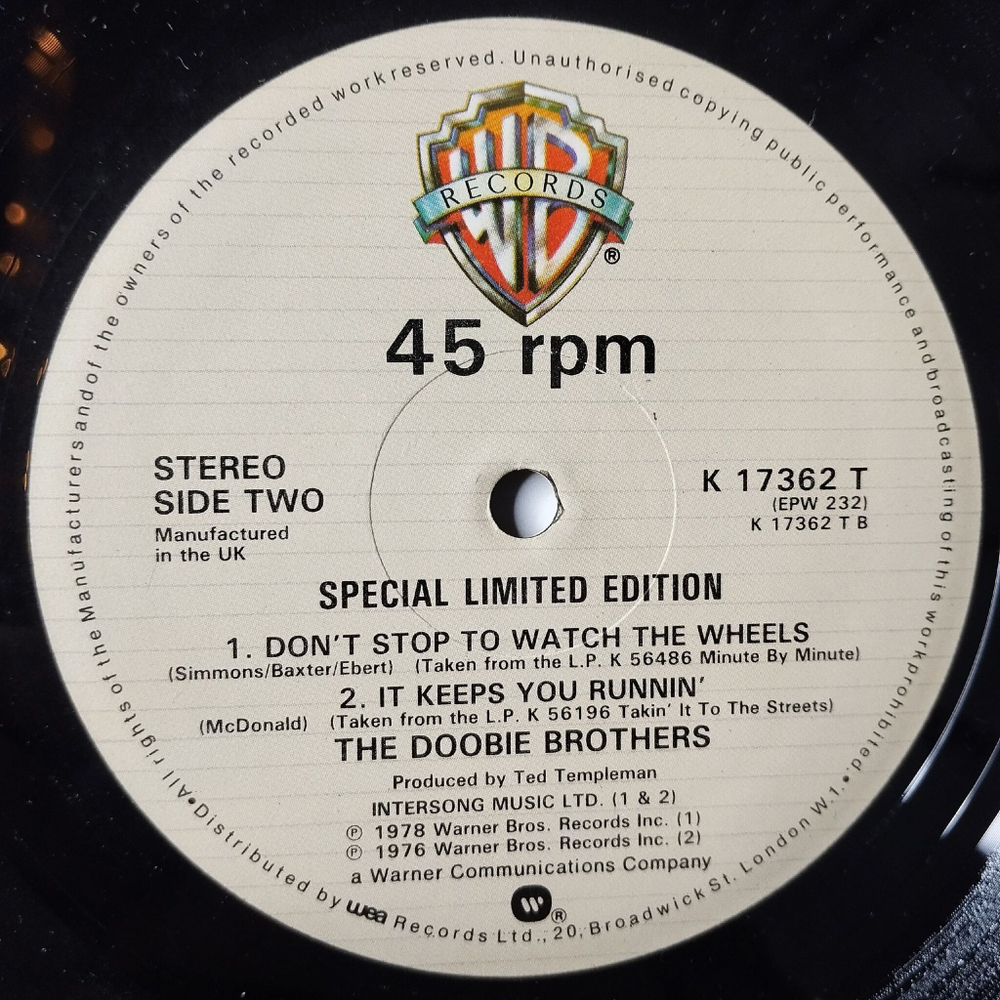 All rights of the Manufacturers and of the owners of the recorded work reserved. Unauthorised copying public performance and broadcasting of this work prohibited.
WB
RECORDS
®
45 rpm
STEREO
SIDE TWO
Manufactured
in the UK
K 17362 T
(EPW 232)
K 17362 T B
SPECIAL LIMITED EDITION
1. DON'T STOP TO WATCH THE WHEELS
(Simmons/Baxter/Ebert) (Taken from the L.P. K 56486 Minute By Minute)
2. IT KEEPS YOU RUNNIN'
(McDonald) (Taken from the L.P. K 56196 Takin' It To The Streets)
THE DOOBIE BROTHERS
Produced by Ted Templeman
INTERSONG MUSIC LTD. (1 & 2)
℗ 1978 Warner Bros. Records Inc. (1)
℗ 1976 Warner Bros. Records Inc. (2)
a Warner Communications Company
®
•Distributed by wea Records Ltd., 20, Broadwick St. London W.1.•